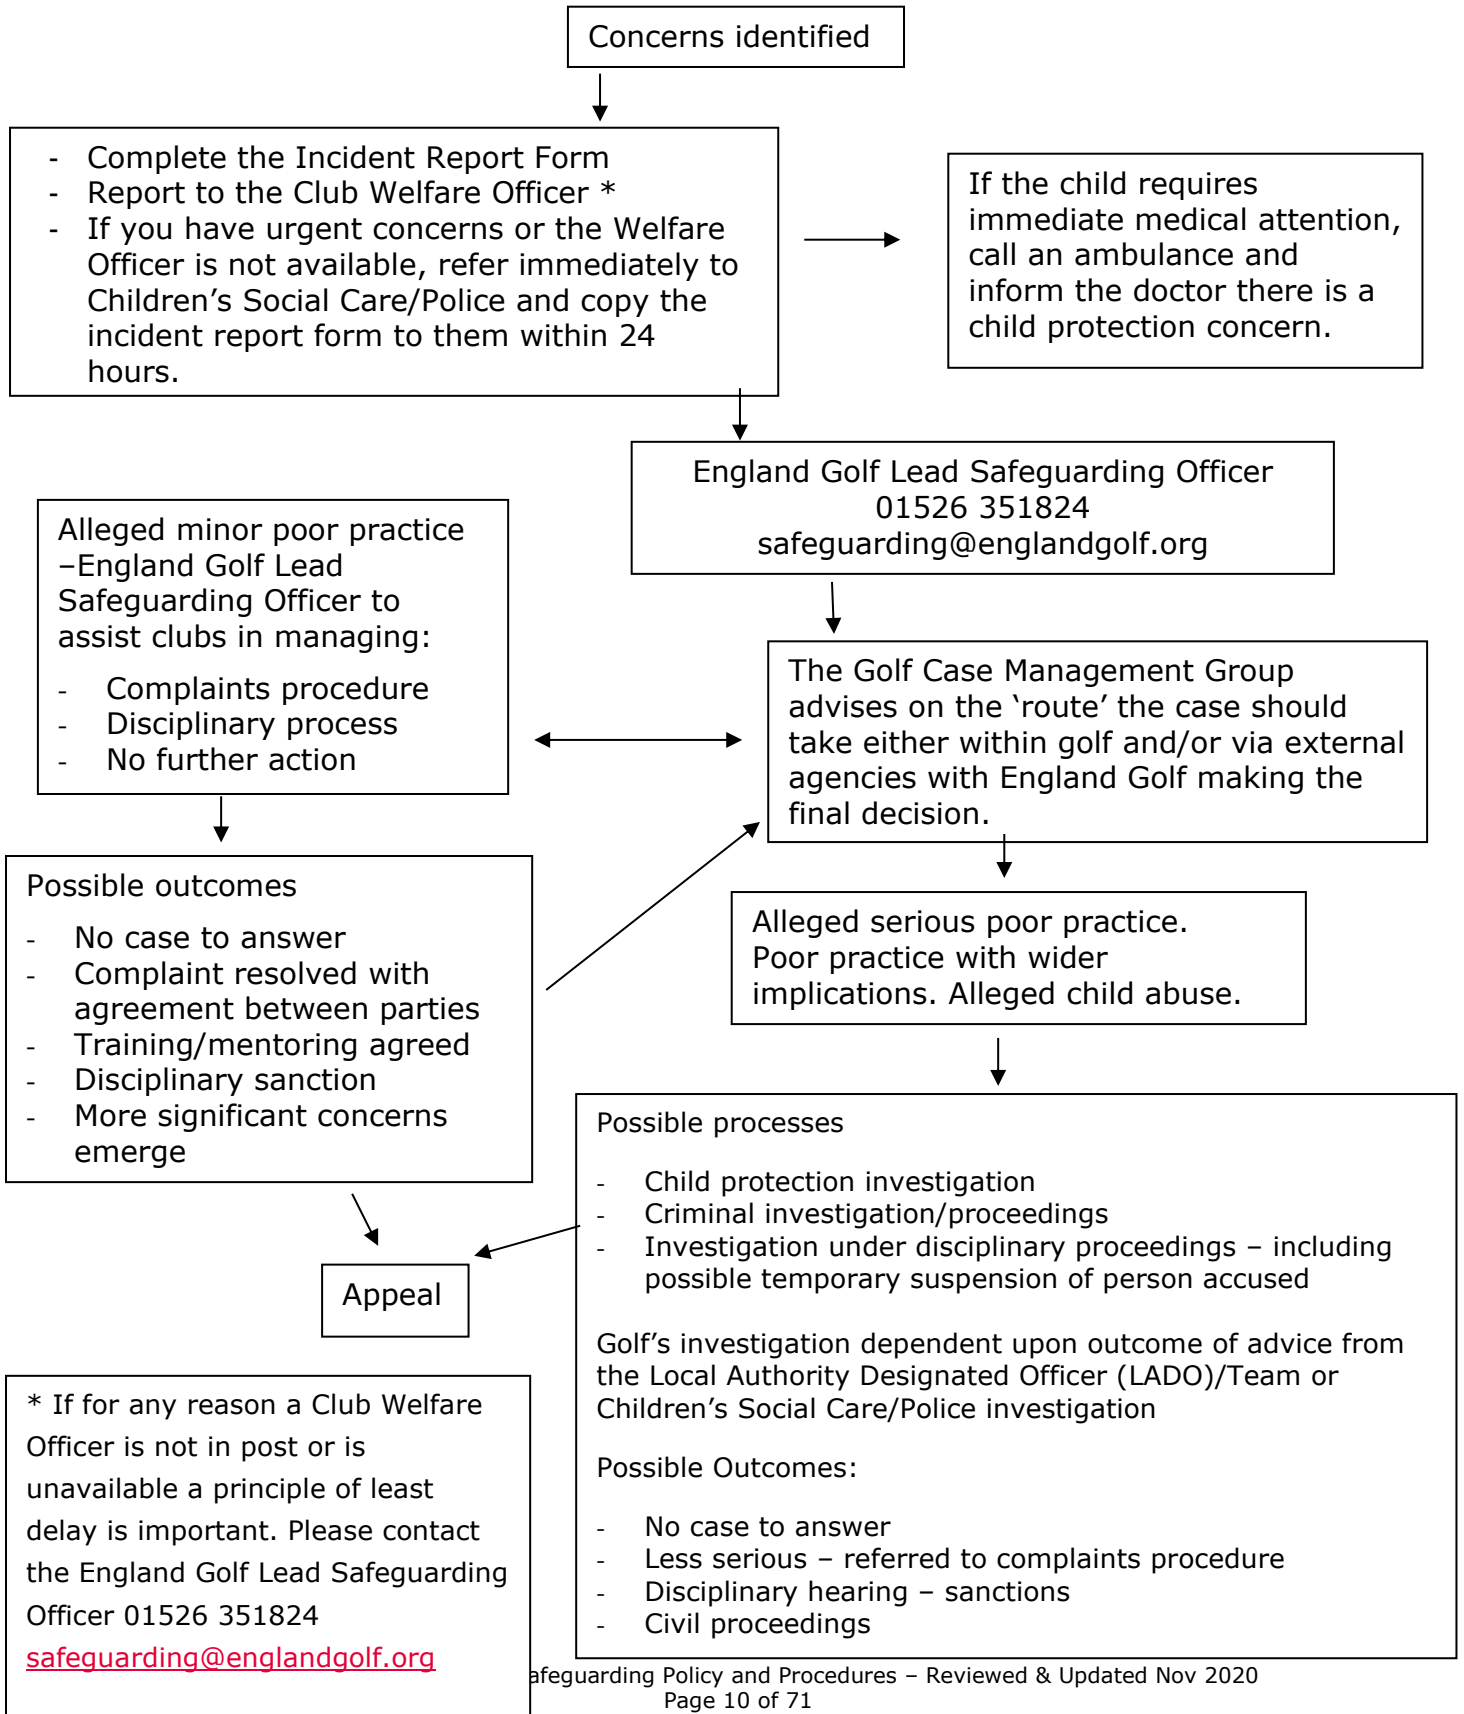 Concerns identified
- Complete the Incident Report Form
- Report to the Club Welfare Officer *
- If you have urgent concerns or the Welfare
Officer is not available, refer immediately to
Children’s Social Care/Police and copy the
incident report form to them within 24
hours.
If the child requires
immediate medical attention,
call an ambulance and
inform the doctor there is a
child protection concern.
England Golf Lead Safeguarding Officer
01526 351824
safeguarding@englandgolf.org
Alleged minor poor practice
–England Golf Lead
Safeguarding Officer to
assist clubs in managing:
- Complaints procedure
- Disciplinary process
- No further action
The Golf Case Management Group
advises on the ‘route’ the case should
take either within golf and/or via external
agencies with England Golf making the
final decision.
Possible outcomes
- No case to answer
- Complaint resolved with
agreement between parties
- Training/mentoring agreed
- Disciplinary sanction
- More significant concerns
emerge
Alleged serious poor practice.
Poor practice with wider
implications. Alleged child abuse.
Possible processes
- Child protection investigation
- Criminal investigation/proceedings
- Investigation under disciplinary proceedings – including
possible temporary suspension of person accused
Golf’s investigation dependent upon outcome of advice from
the Local Authority Designated Officer (LADO)/Team or
Children’s Social Care/Police investigation
Possible Outcomes:
- No case to answer
- Less serious – referred to complaints procedure
- Disciplinary hearing – sanctions
- Civil proceedings
Appeal
* If for any reason a Club Welfare
Officer is not in post or is
unavailable a principle of least
delay is important. Please contact
the England Golf Lead Safeguarding
Officer 01526 351824
safeguarding@englandgolf.org
afeguarding Policy and Procedures – Reviewed & Updated Nov 2020
Page 10 of 71